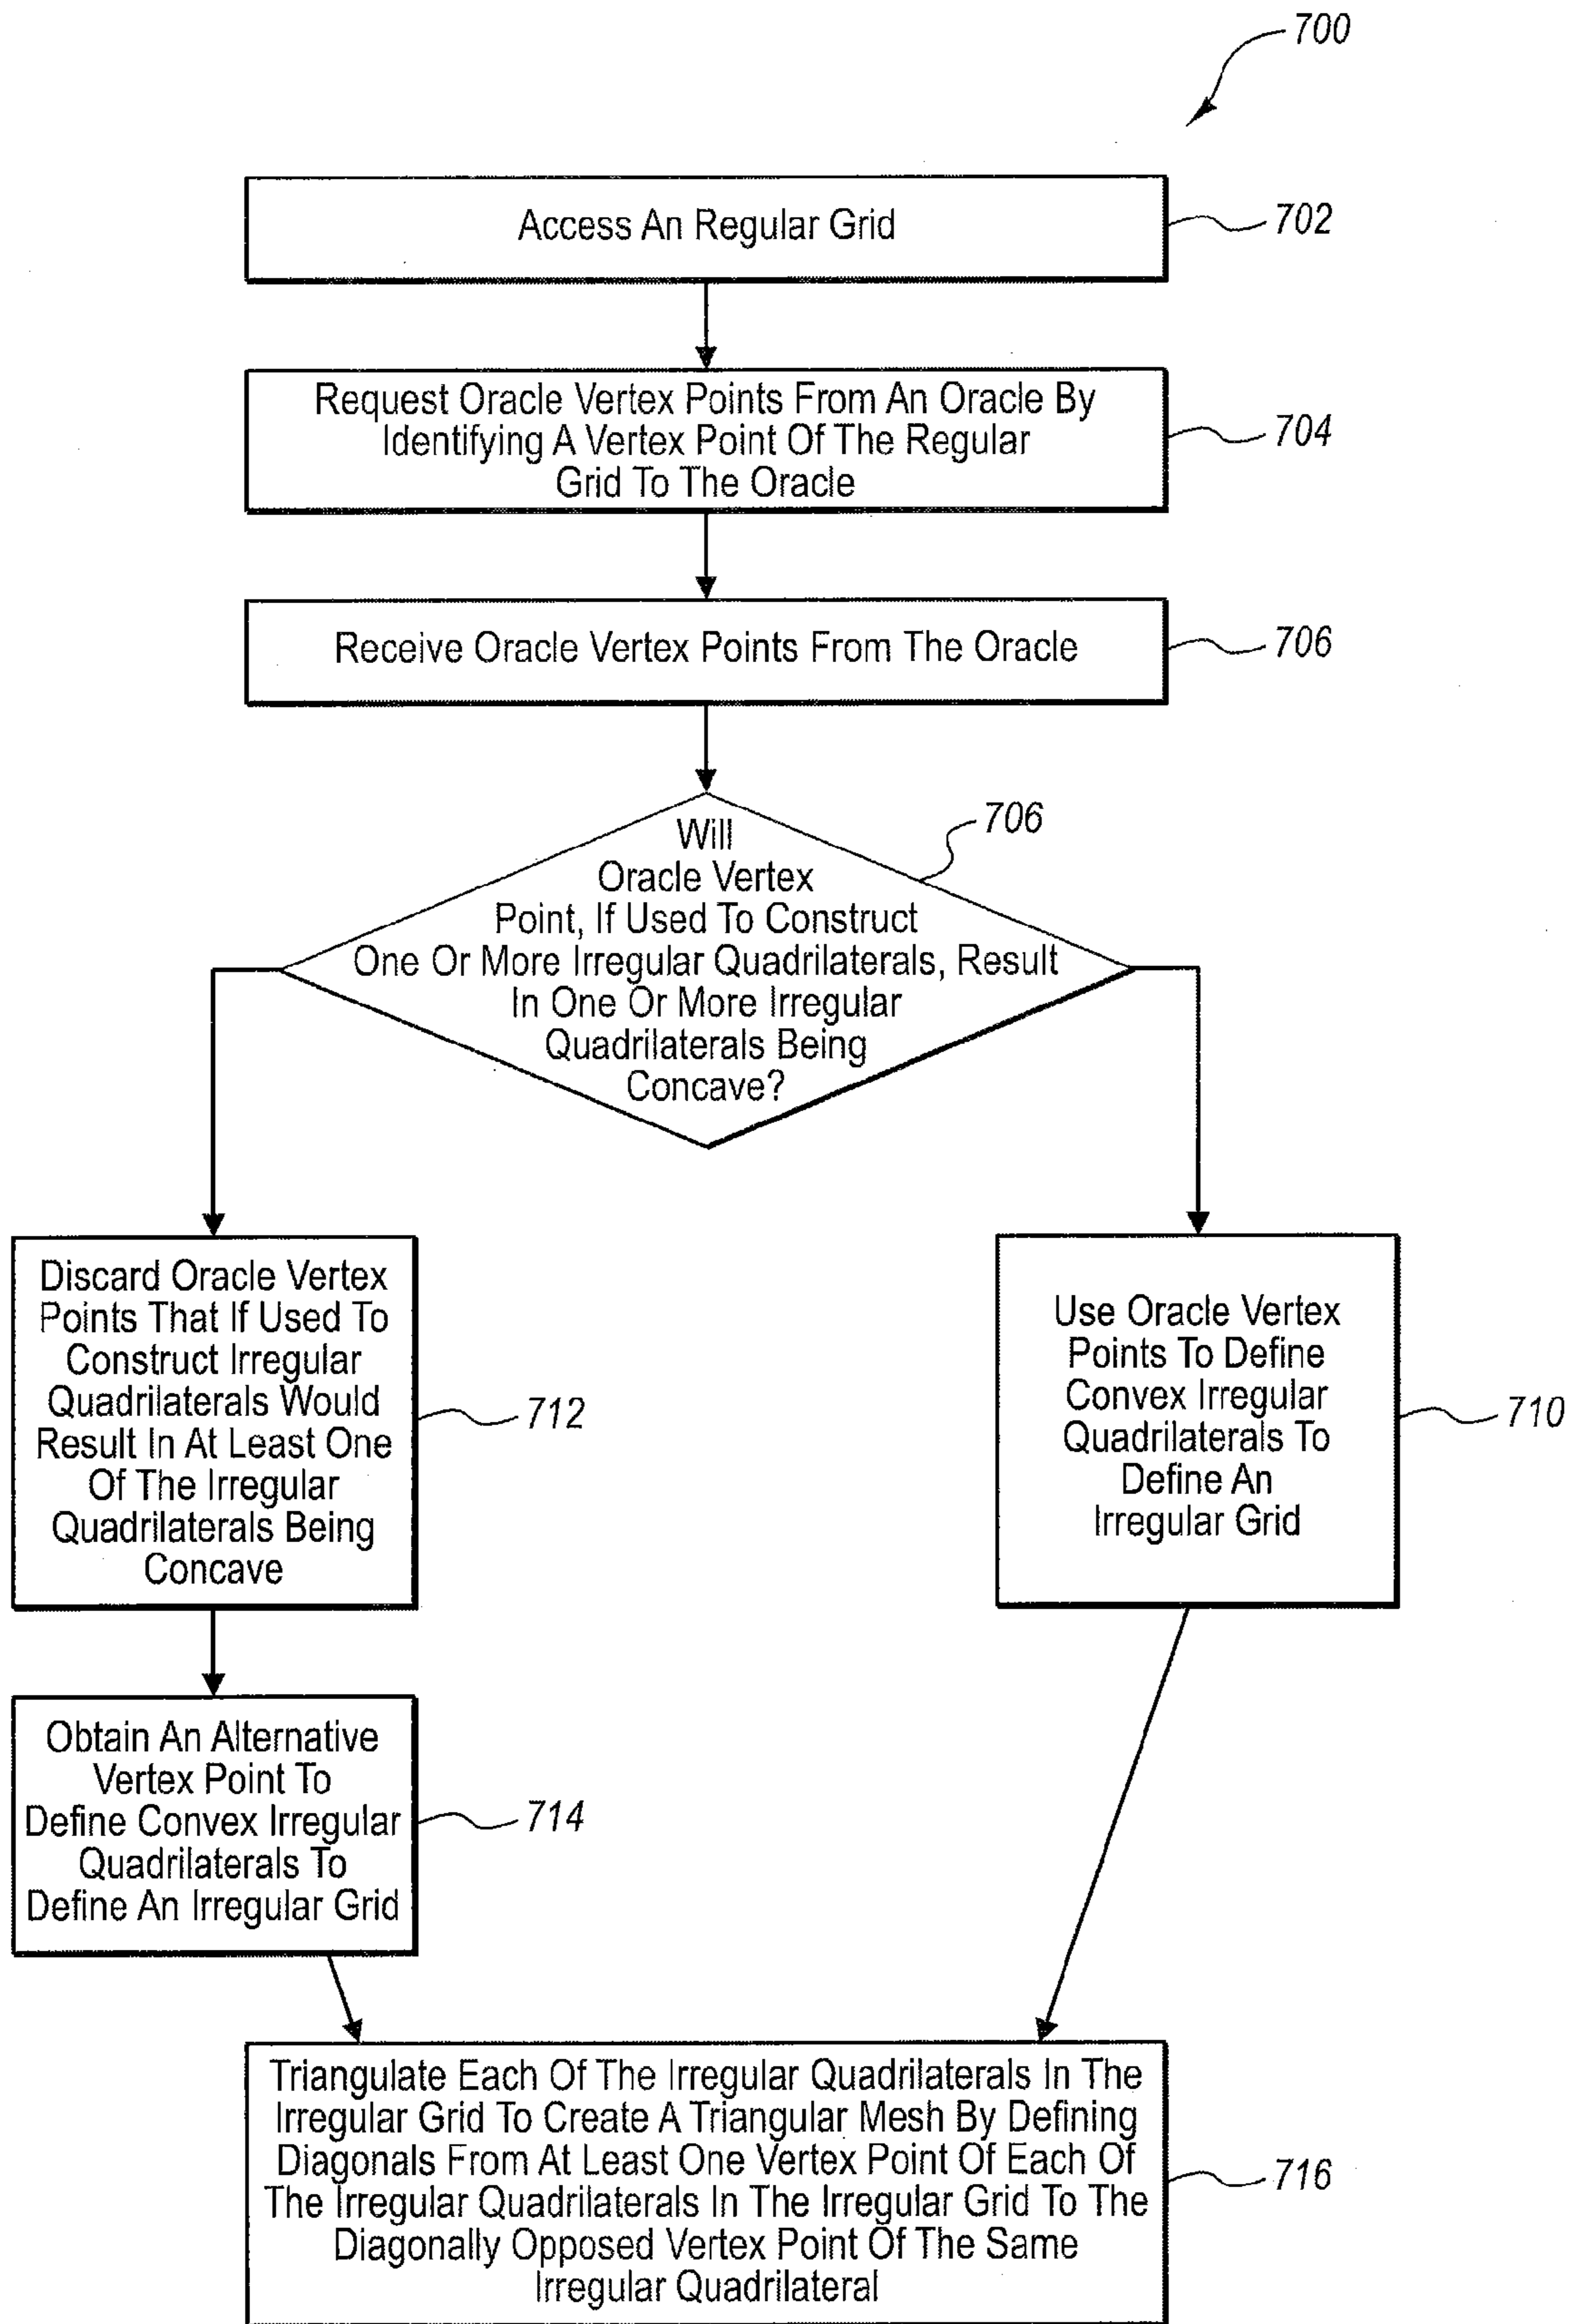 700
Access An Regular Grid
702
Request Oracle Vertex Points From An Oracle By
Identifying A Vertex Point Of The Regular
Grid To The Oracle
704
Receive Oracle Vertex Points From The Oracle
706
Will
Oracle Vertex
Point, If Used To Construct
One Or More Irregular Quadrilaterals, Result
In One Or More Irregular
Quadrilaterals Being
Concave?
706
Discard Oracle Vertex
Points That If Used To
Construct Irregular
Quadrilaterals Would
Result In At Least One
Of The Irregular
Quadrilaterals Being
Concave
712
Use Oracle Vertex
Points To Define
Convex Irregular
Quadrilaterals To
Define An
Irregular Grid
710
Obtain An Alternative
Vertex Point To
Define Convex Irregular
Quadrilaterals To
Define An Irregular Grid
714
Triangulate Each Of The Irregular Quadrilaterals In The
Irregular Grid To Create A Triangular Mesh By Defining
Diagonals From At Least One Vertex Point Of Each Of
The Irregular Quadrilaterals In The Irregular Grid To The
Diagonally Opposed Vertex Point Of The Same
Irregular Quadrilateral
716